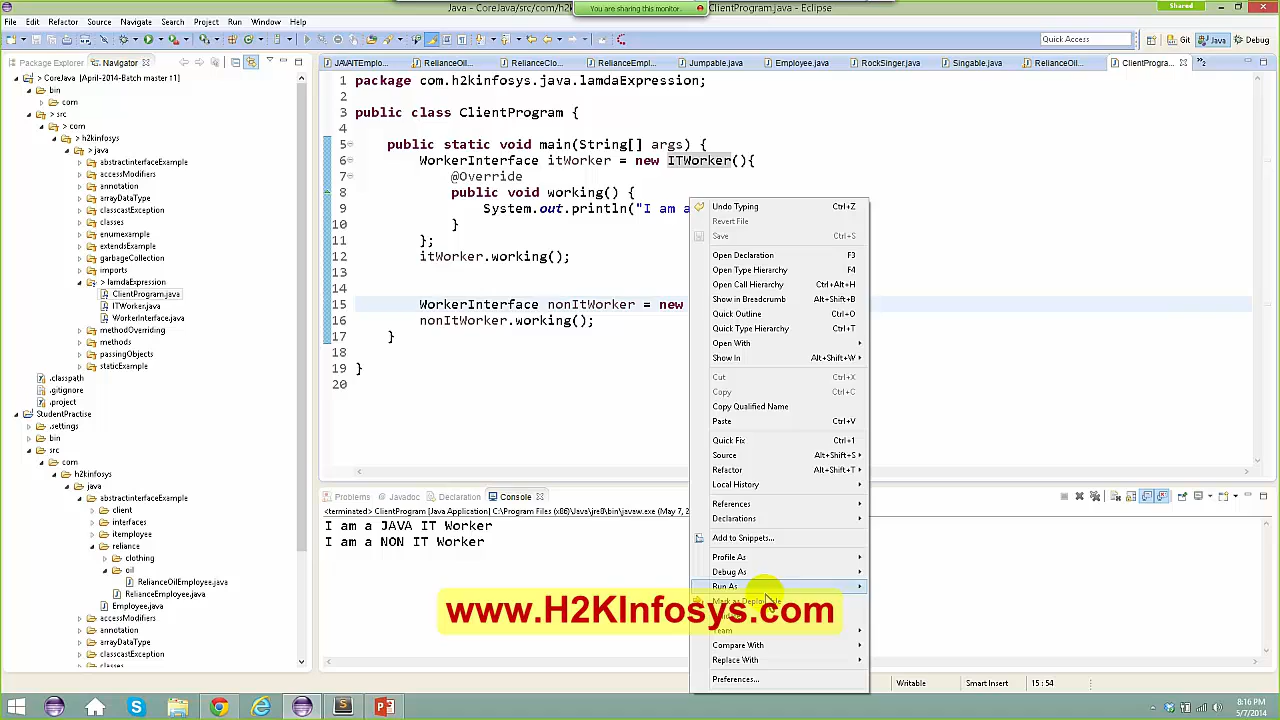 Java - CoreJava/src/com/h2k
You are sharing this monitor.
ClientProgram.java - Eclipse
Shared
File Edit Source Refactor Navigate Search Project Run Window Help
Quick Access
Git
Java
Debug
Package Explorer
Navigator
JAVAITEmplo...
RelianceOil...
RelianceClo...
RelianceEmpl...
Jumpable.java
Employee.java
RockSinger.java
Singable.java
RelianceOil...
ClientProgra...
> CoreJava [April-2014-Batch master 11]
bin
com
> src
> com
> h2kinfosys
> java
abstractinterfaceExample
accessModifiers
annotation
arrayDataType
classcastException
classes
enumexample
extendsExample
garbageCollection
imports
> lamdaExpression
ClientProgram.java
ITWorker.java
WorkerInterface.java
methodOverriding
methods
passingObjects
staticExample
.classpath
.gitignore
.project
StudentPractise
.settings
bin
src
com
h2kinfosys
java
abstractinterfaceExample
client
interfaces
itemployee
reliance
clothing
oil
RelianceOilEmployee.java
RelianceEmployee.java
Employee.java
accessModifiers
annotation
arrayDataType
classcastException
classes
1 package com.h2kinfosys.java.lamdaExpression;
2
3 public class ClientProgram {
4
5 public static void main(String[] args) {
6 WorkerInterface itWorker = new ITWorker(){
7 @Override
8 public void working() {
9 System.out.println("I am a
10 }
11 };
12 itWorker.working();
13
15 WorkerInterface nonItWorker = new
16 nonItWorker.working();
17 }
18
19 }
20
Undo Typing Ctrl+Z
Revert File
Save Ctrl+S
Open Declaration F3
Open Type Hierarchy F4
Open Call Hierarchy Ctrl+Alt+H
Show in Breadcrumb Alt+Shift+B
Quick Outline Ctrl+O
Quick Type Hierarchy Ctrl+T
Open With
Show In Alt+Shift+W
Cut Ctrl+X
Copy Ctrl+C
Copy Qualified Name
Paste Ctrl+V
Quick Fix Ctrl+1
Source Alt+Shift+S
Refactor Alt+Shift+T
Local History
References
Declarations
Add to Snippets...
Profile As
Debug As
Run As
Team
Compare With
Replace With
Preferences...
Problems
Javadoc
Declaration
Console
<terminated> ClientProgram [Java Application] C:\Program Files (x86)\Java\jre8\bin\javaw.exe (May 7, 2
I am a JAVA IT Worker
I am a NON IT Worker
www.H2KInfosys.com
Writable
Smart Insert
15 : 54
8:16 PM
5/7/2014